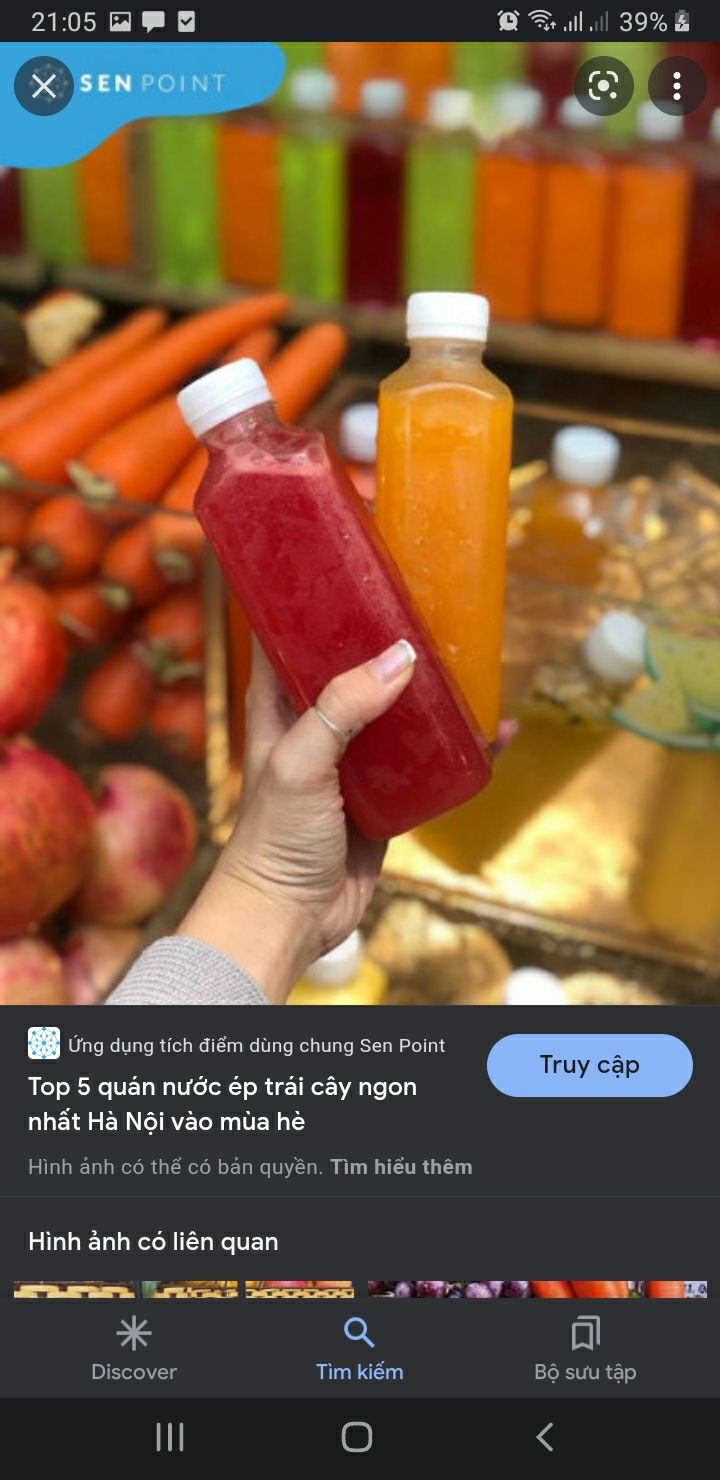 21:05
39%
SEN POINT
Ứng dụng tích điểm dùng chung Sen Point
Truy cập
Top 5 quán nước ép trái cây ngon
nhất Hà Nội vào mùa hè
Hình ảnh có thể có bản quyền. Tìm hiểu thêm
Hình ảnh có liên quan
Discover
Tìm kiếm
Bộ sưu tập